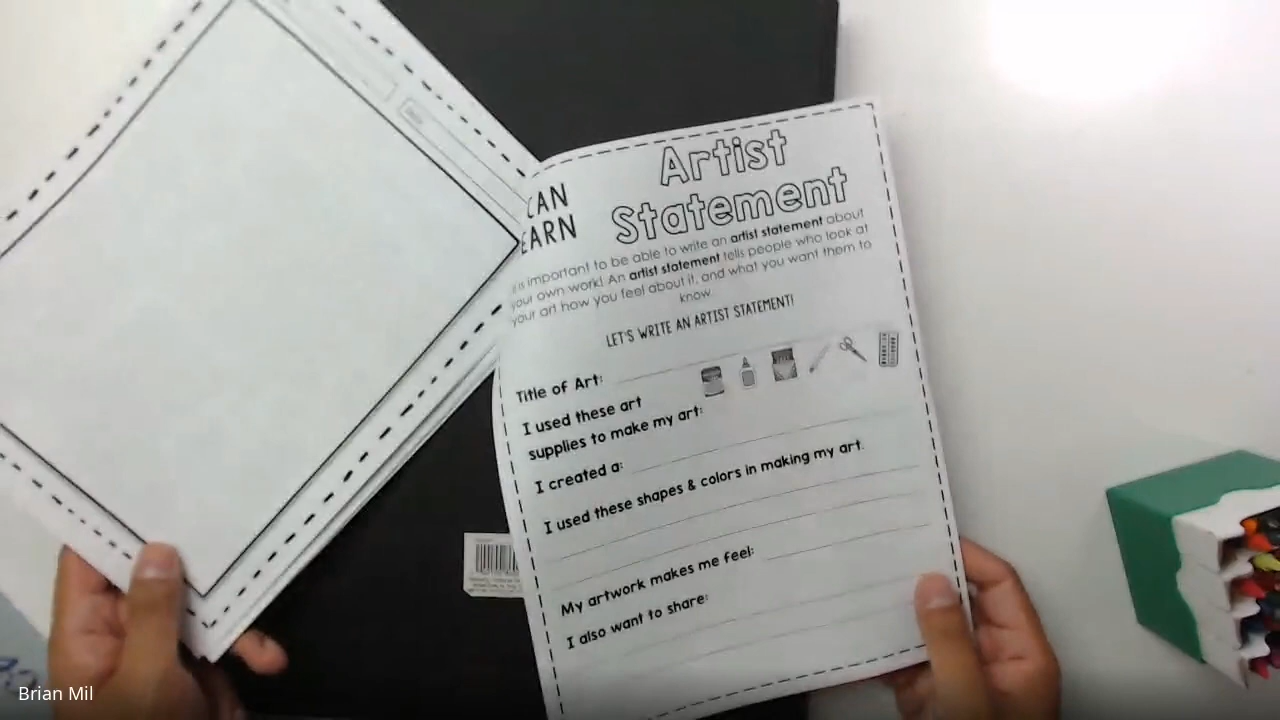 CAN
EARN
Artist
Statement
is important to be able to write an artist statement about
your own work! An artist statement tells people who look at
your art how you feel about it, and what you want them to
know.
LET'S WRITE AN ARTIST STATEMENT!
Title of Art:
I used these art
supplies to make my art:
I created a:
I used these shapes & colors in making my art.
My artwork makes me feel:
I also want to share:
Brian Mil